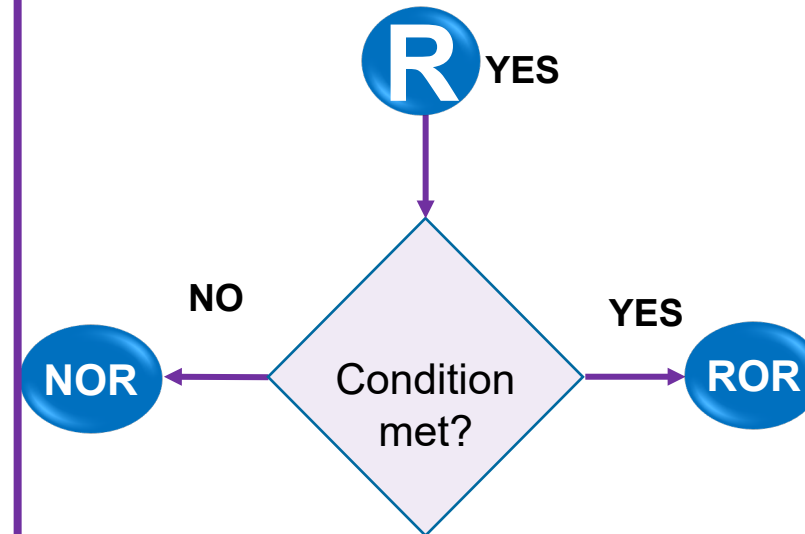 R
YES
NO
YES
NOR
Condition
met?
ROR